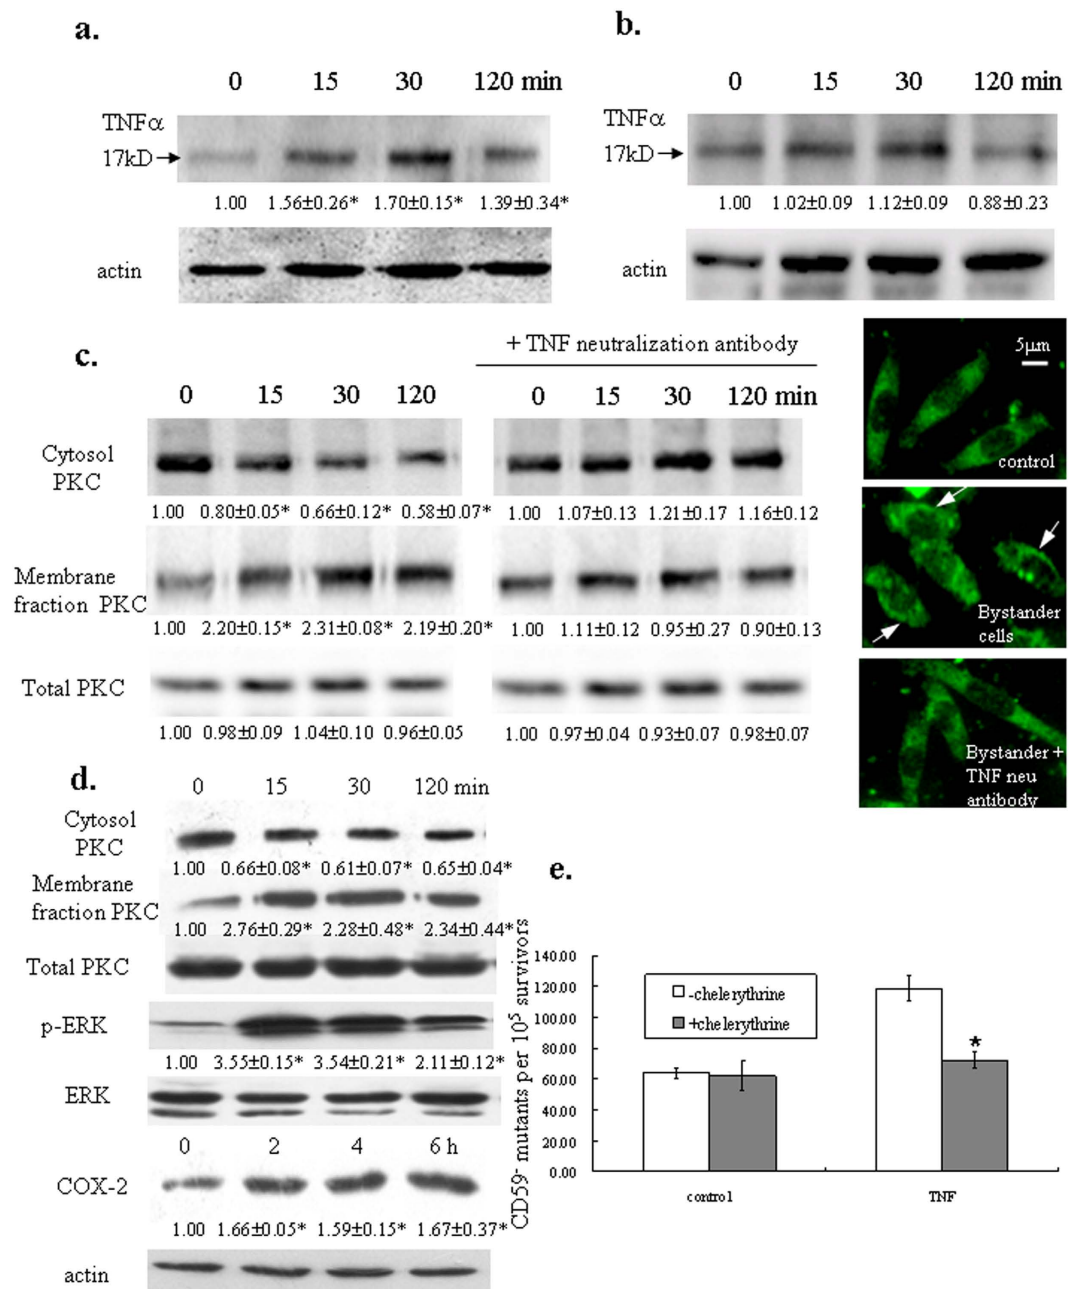 a.
0 15 30 120 min
TNFα
17kD
1.00 1.56±0.26* 1.70±0.15* 1.39±0.34*
actin
b.
0 15 30 120 min
TNFα
17kD
1.00 1.02±0.09 1.12±0.09 0.88±0.23
actin
c.
+ TNF neutralization antibody
0 15 30 120
0 15 30 120 min
Cytosol
PKC
1.00 0.80±0.05* 0.66±0.12* 0.58±0.07*
1.00 1.07±0.13 1.21±0.17 1.16±0.12
Membrane
fraction PKC
1.00 2.20±0.15* 2.31±0.08* 2.19±0.20*
1.00 1.11±0.12 0.95±0.27 0.90±0.13
Total PKC
1.00 0.98±0.09 1.04±0.10 0.96±0.05
1.00 0.97±0.04 0.93±0.07 0.98±0.07
5μm
control
Bystander
cells
Bystander +
TNF neu
antibody
d.
0 15 30 120 min
Cytosol
PKC
1.00 0.66±0.08* 0.61±0.07* 0.65±0.04*
Membrane
fraction PKC
1.00 2.76±0.29* 2.28±0.48* 2.34±0.44*
Total PKC
p-ERK
1.00 3.55±0.15* 3.54±0.21* 2.11±0.12*
ERK
0 2 4 6 h
COX-2
1.00 1.66±0.05* 1.59±0.15* 1.67±0.37*
actin
e.
CD59⁻ mutants per 10⁵ survivors
140.00
120.00
100.00
80.00
60.00
40.00
20.00
0.00
-chelerythrine
+chelerythrine
*
control TNF